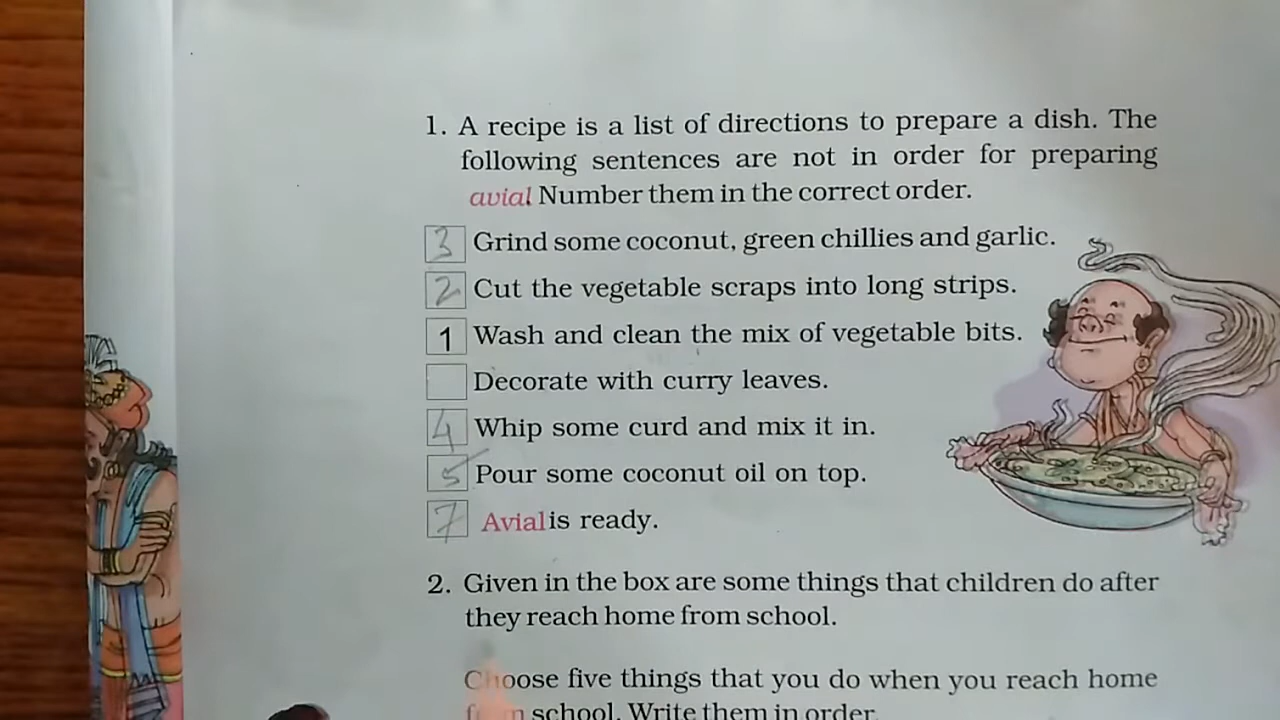 1. A recipe is a list of directions to prepare a dish. The
following sentences are not in order for preparing
avial Number them in the correct order.
3 Grind some coconut, green chillies and garlic.
2 Cut the vegetable scraps into long strips.
1 Wash and clean the mix of vegetable bits.
Decorate with curry leaves.
4 Whip some curd and mix it in.
5 Pour some coconut oil on top.
7 Avial is ready.
2. Given in the box are some things that children do after
they reach home from school.
Choose five things that you do when you reach home
from school. Write them in order.